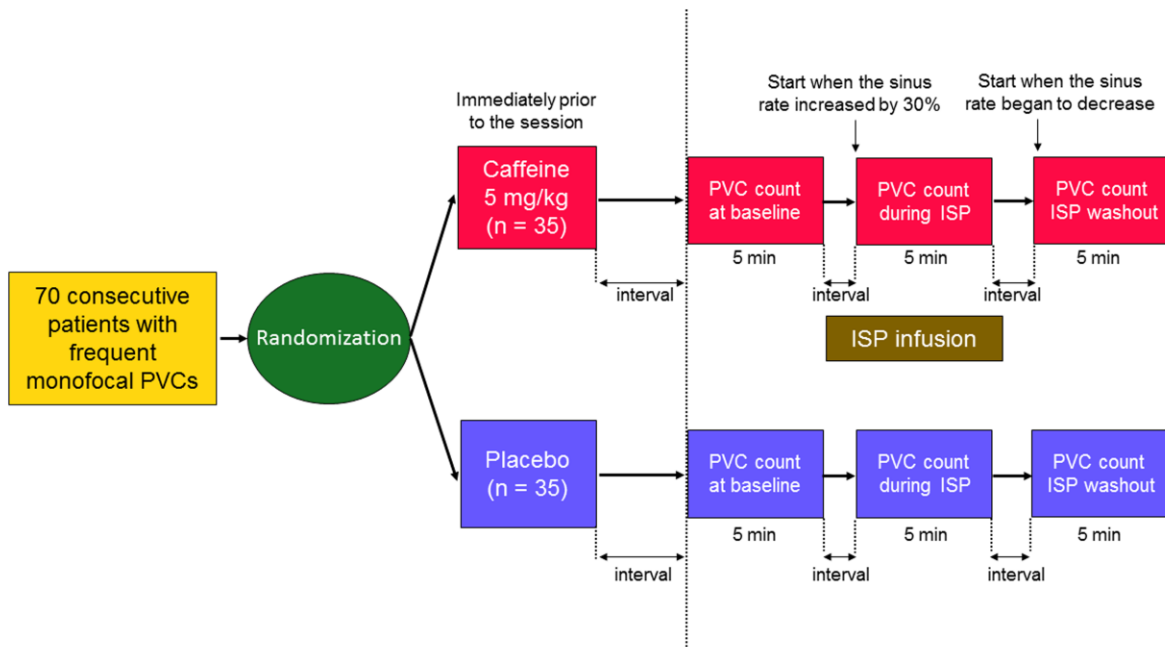 70 consecutive
patients with
frequent
monofocal PVCs
Randomization
Immediately prior
to the session
Caffeine
5 mg/kg
(n = 35)
interval
Start when the sinus
rate increased by 30%
Start when the sinus
rate began to decrease
PVC count
at baseline
5 min
interval
PVC count
during ISP
5 min
interval
PVC count
ISP washout
5 min
ISP infusion
Placebo
(n = 35)
interval
PVC count
at baseline
5 min
interval
PVC count
during ISP
5 min
interval
PVC count
ISP washout
5 min